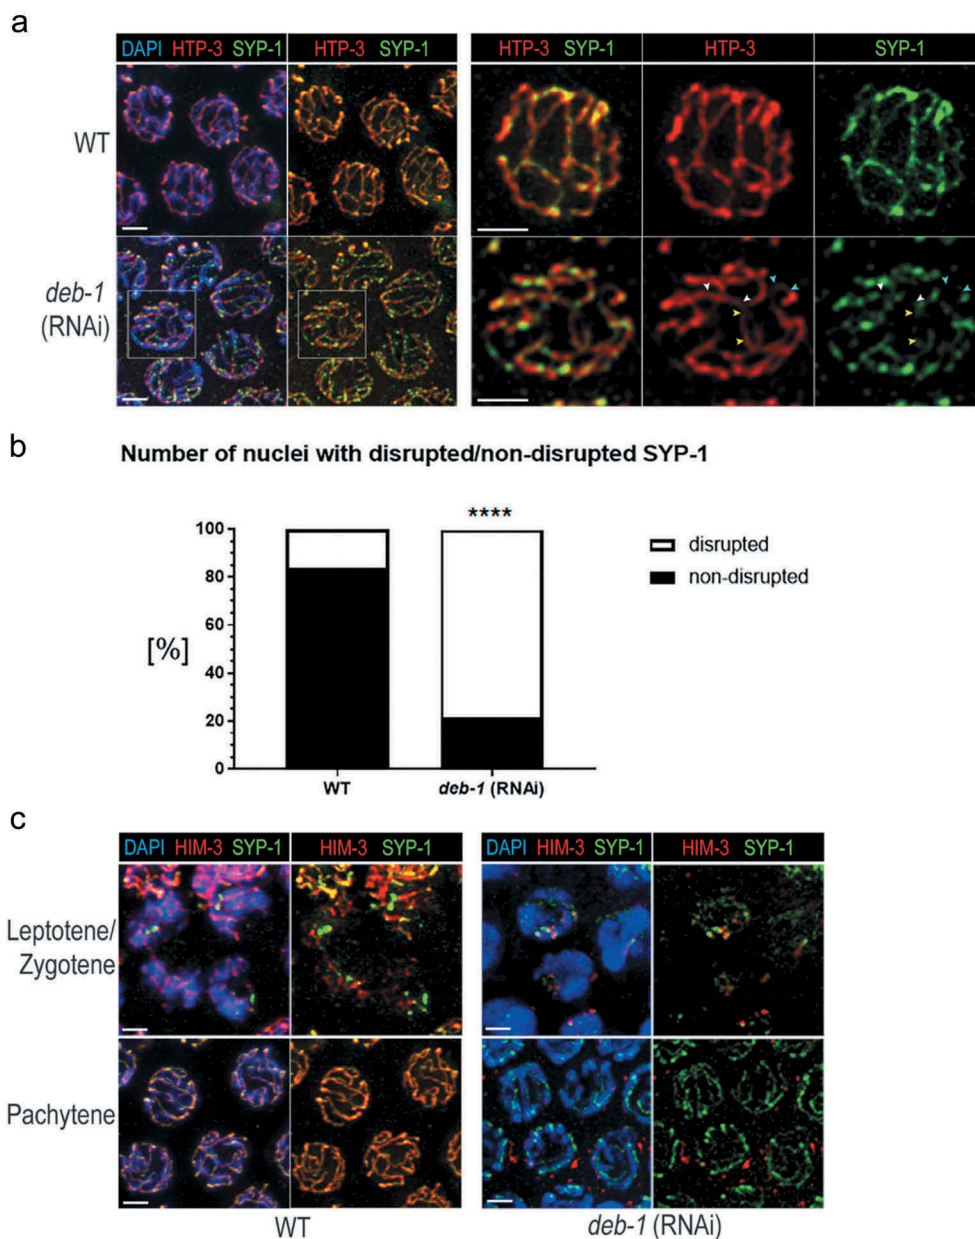 a
DAPI HTP-3 SYP-1
HTP-3 SYP-1
HTP-3 SYP-1
HTP-3
SYP-1
WT
deb-1
(RNAi)
b
Number of nuclei with disrupted/non-disrupted SYP-1
****
100
80
60
40
20
0
[%]
WT
deb-1 (RNAi)
disrupted
non-disrupted
c
DAPI HIM-3 SYP-1
HIM-3 SYP-1
DAPI HIM-3 SYP-1
HIM-3 SYP-1
Leptotene/
Zygotene
Pachytene
WT
deb-1 (RNAi)